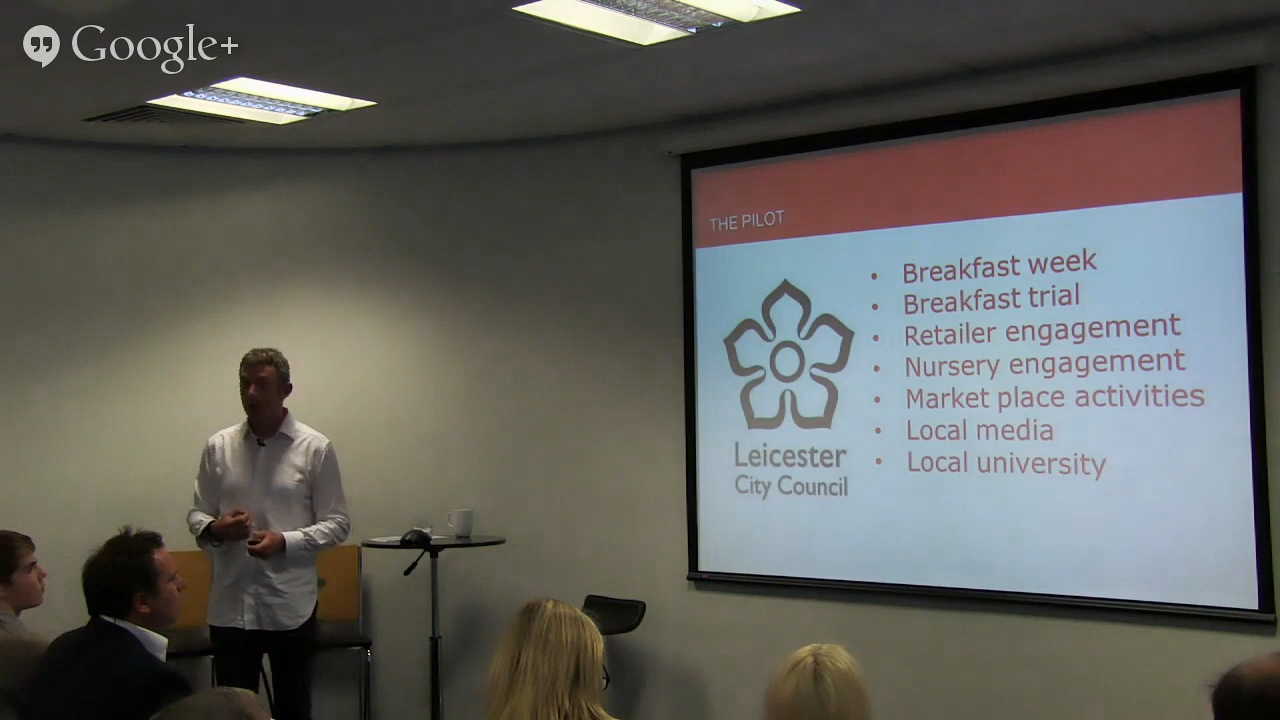 Google+
THE PILOT
• Breakfast week
• Breakfast trial
• Retailer engagement
• Nursery engagement
• Market place activities
• Local media
• Local university
Leicester
City Council